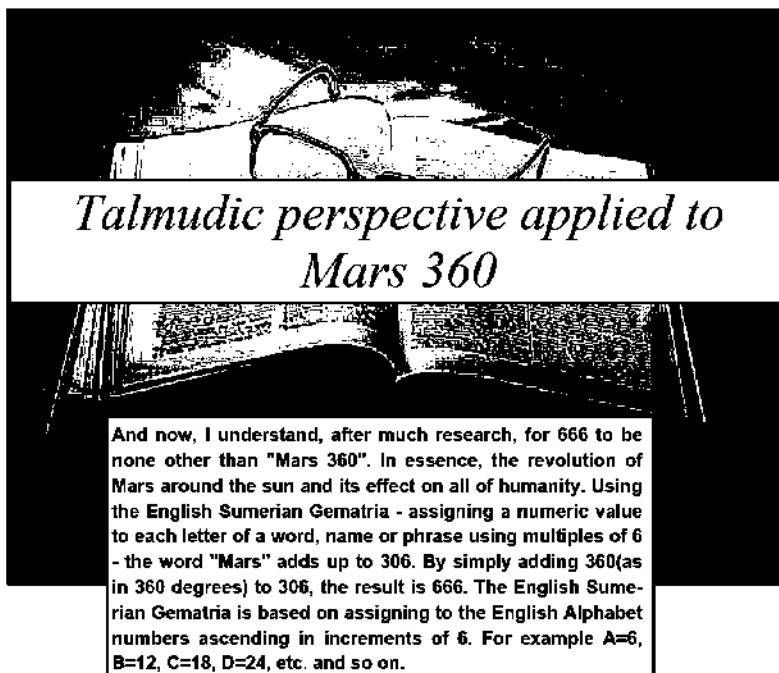 Talmudic perspective applied to
Mars 360
And now, I understand, after much research, for 666 to be
none other than "Mars 360". In essence, the revolution of
Mars around the sun and its effect on all of humanity. Using
the English Sumerian Gematria - assigning a numeric value
to each letter of a word, name or phrase using multiples of 6
- the word "Mars" adds up to 306. By simply adding 360(as
in 360 degrees) to 306, the result is 666. The English Sume-
rian Gematria is based on assigning to the English Alphabet
numbers ascending in increments of 6. For example A=6,
B=12, C=18, D=24, etc. and so on.